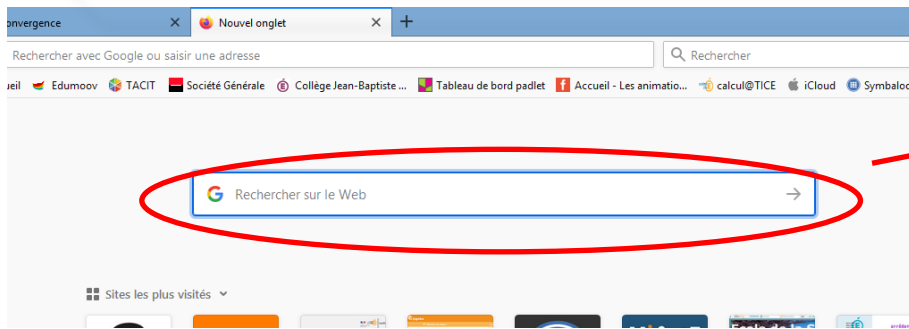 onvergence
Nouvel onglet
Rechercher avec Google ou saisir une adresse
Rechercher
ueil Edumoov TACIT Société Générale Collège Jean-Baptiste ... Tableau de bord padlet Accueil - Les animatio... calcul@TICE iCloud Symbaloo
Rechercher sur le Web
Sites les plus visités